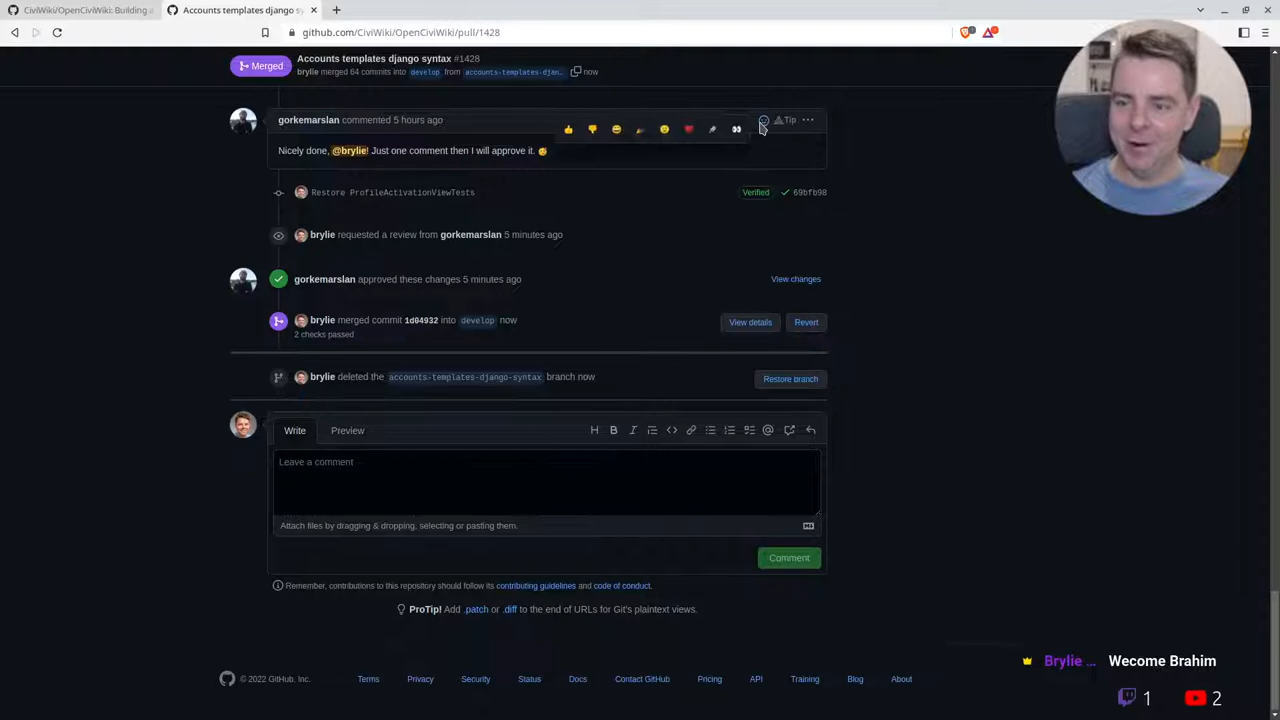 CiviWiki/OpenCiviWiki: Building a
Accounts templates django sy
github.com/CiviWiki/OpenCiviWiki/pull/1428
Merged
Accounts templates django syntax #1428
brylie merged 64 commits into develop from accounts-templates-djan… now
gorkemarslan commented 5 hours ago
Tip
Nicely done, @brylie! Just one comment then I will approve it.
Restore ProfileActivationViewTests
Verified
69bfb98
brylie requested a review from gorkemarslan 5 minutes ago
gorkemarslan approved these changes 5 minutes ago
View changes
brylie merged commit 1d04932 into develop now
View details
Revert
2 checks passed
brylie deleted the accounts-templates-django-syntax branch now
Restore branch
Write
Preview
Leave a comment
Attach files by dragging & dropping, selecting or pasting them.
Comment
Remember, contributions to this repository should follow its contributing guidelines and code of conduct.
ProTip! Add .patch or .diff to the end of URLs for Git's plaintext views.
Brylie ... Wecome Brahim
© 2022 GitHub, Inc.
Terms
Privacy
Security
Status
Docs
Contact GitHub
Pricing
API
Training
Blog
About
1
2